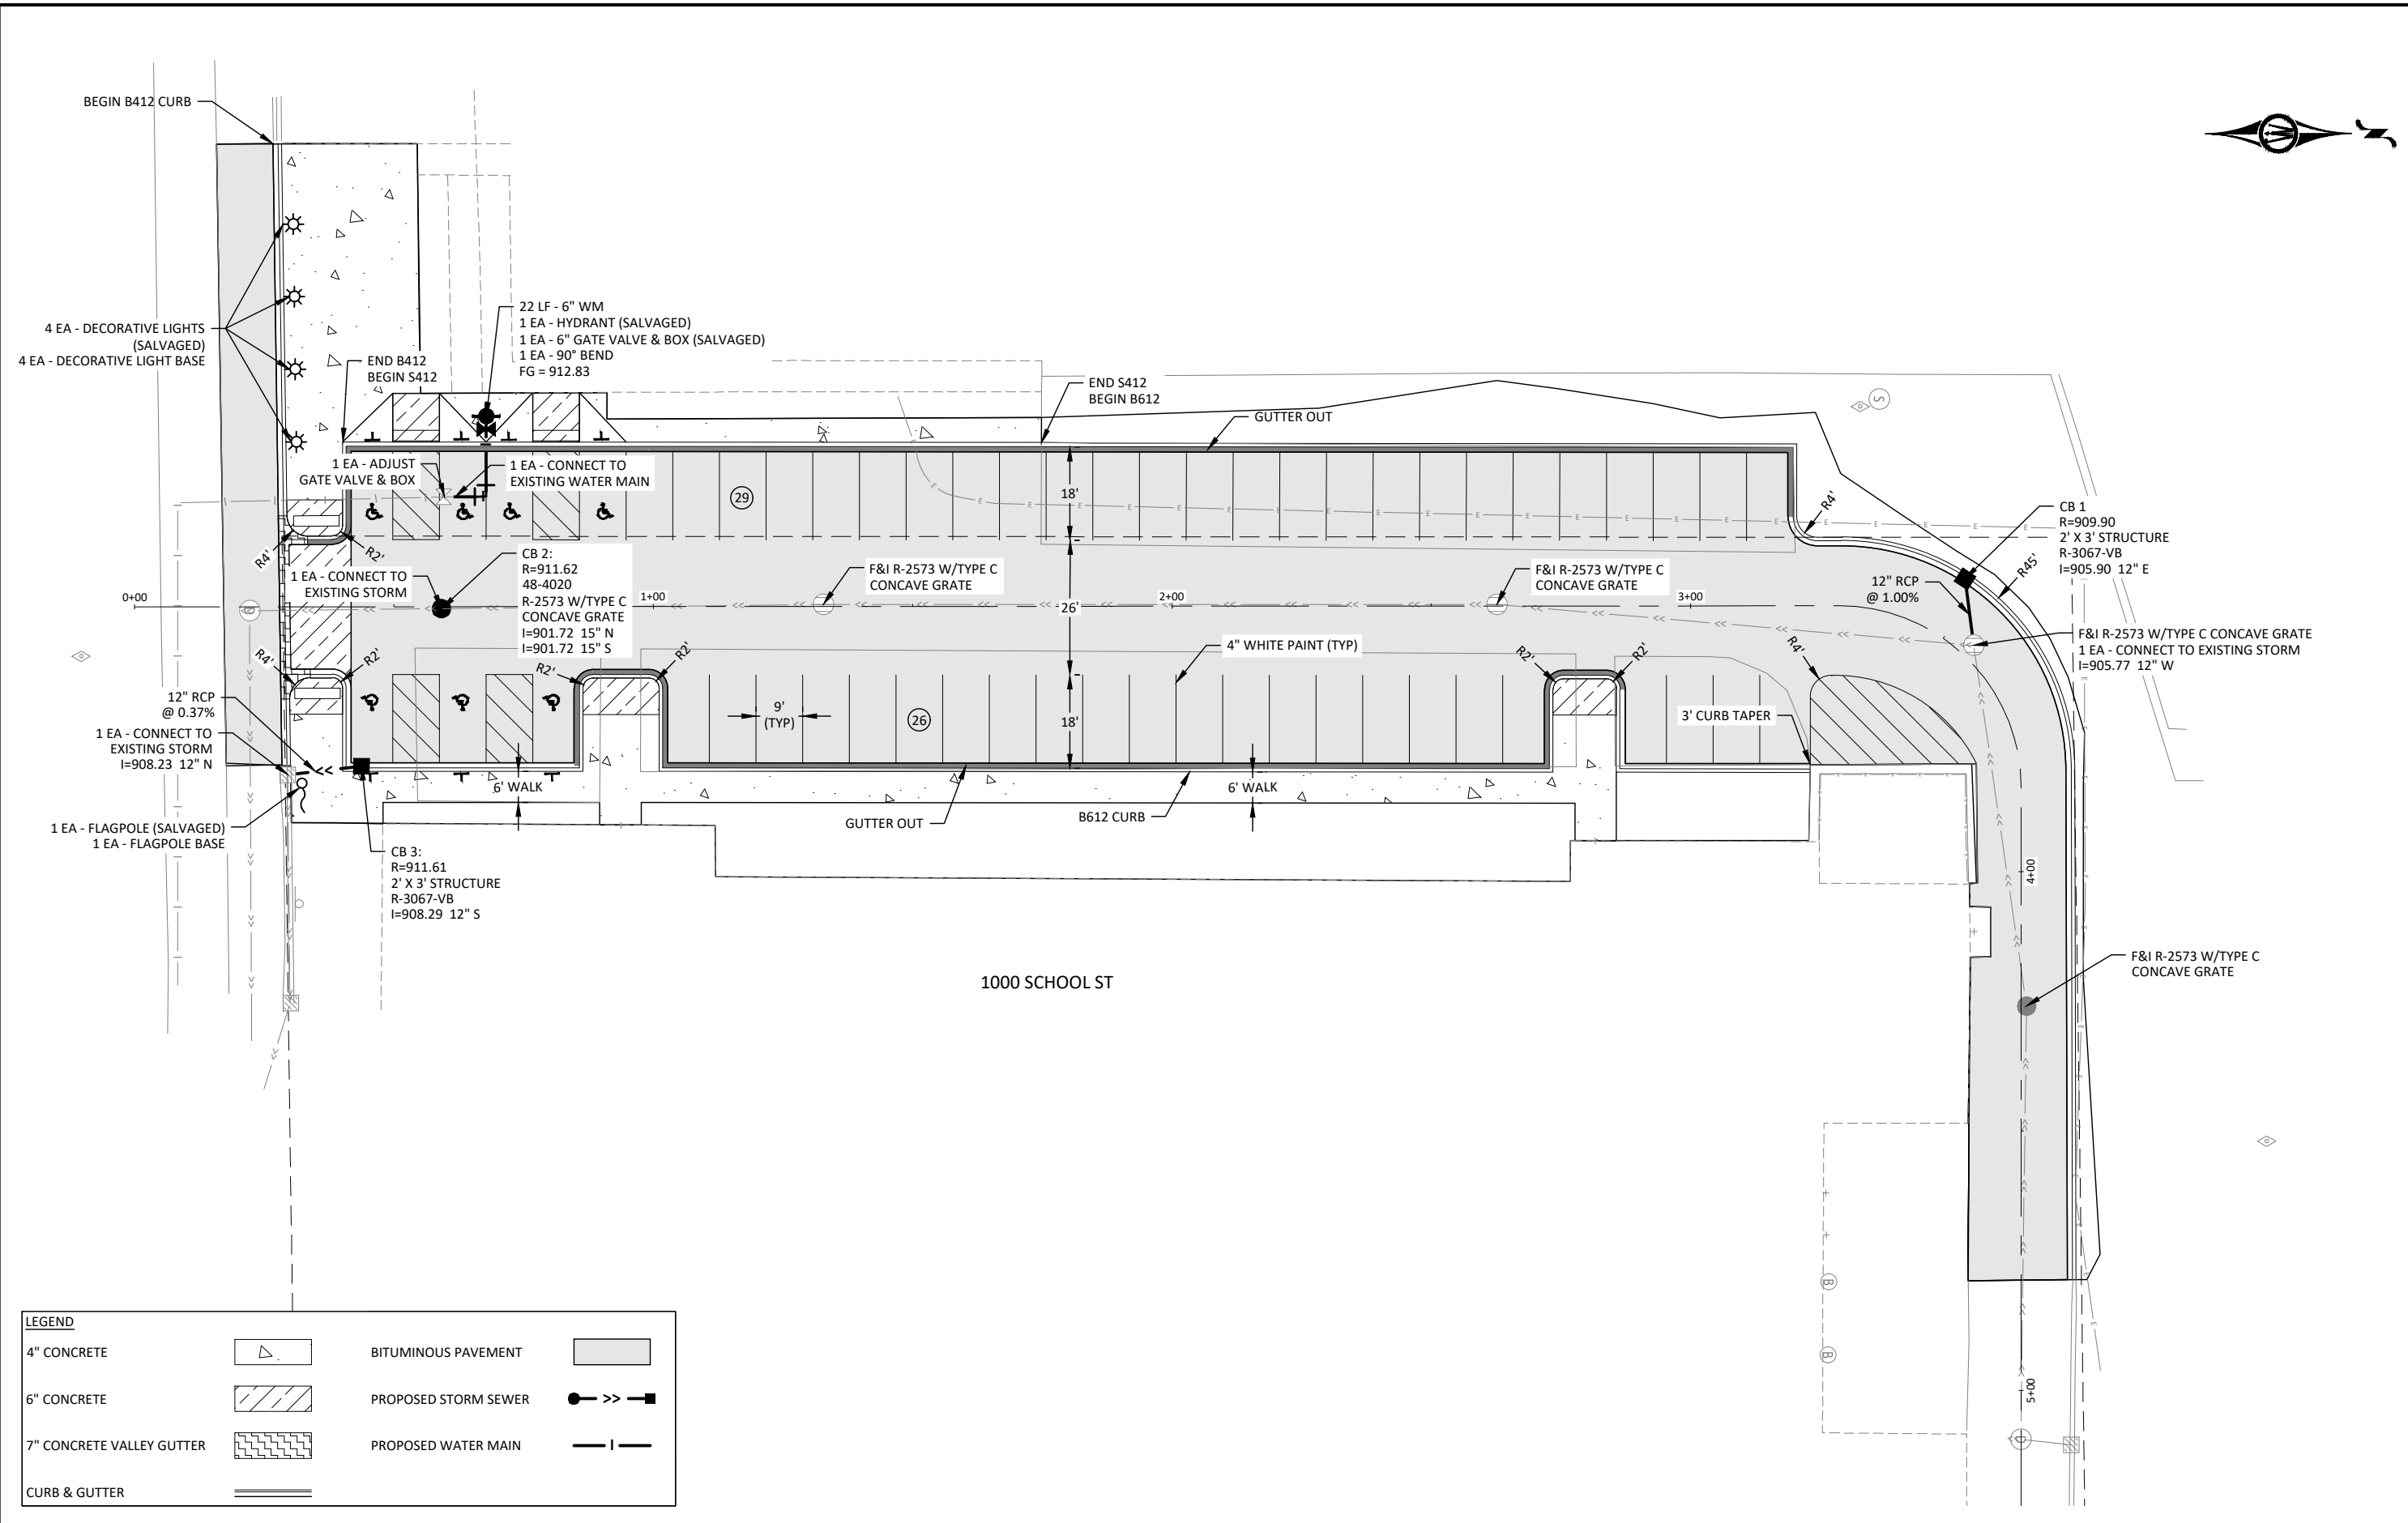 BEGIN B412 CURB
N
4 EA - DECORATIVE LIGHTS
(SALVAGED)
4 EA - DECORATIVE LIGHT BASE
END B412
BEGIN S412
22 LF - 6" WM
1 EA - HYDRANT (SALVAGED)
1 EA - 6" GATE VALVE & BOX (SALVAGED)
1 EA - 90° BEND
FG = 912.83
END S412
BEGIN B612
GUTTER OUT
S
1 EA - ADJUST
GATE VALVE & BOX
1 EA - CONNECT TO
EXISTING WATER MAIN
29
18'
R4'
CB 1
R=909.90
2' X 3' STRUCTURE
R-3067-VB
I=905.90 12" E
R4'
R2'
1 EA - CONNECT TO
EXISTING STORM
CB 2:
R=911.62
48-4020
R-2573 W/TYPE C
CONCAVE GRATE
I=901.72 15" N
I=901.72 15" S
F&I R-2573 W/TYPE C
CONCAVE GRATE
F&I R-2573 W/TYPE C
CONCAVE GRATE
12" RCP
@ 1.00%
R45'
0+00
1+00
26'
2+00
3+00
F&I R-2573 W/TYPE C CONCAVE GRATE
1 EA - CONNECT TO EXISTING STORM
I=905.77 12" W
R4'
R2'
R2'
R2'
4" WHITE PAINT (TYP)
R2'
R2'
R4'
12" RCP
@ 0.37%
9'
(TYP)
26
18'
3' CURB TAPER
1 EA - CONNECT TO
EXISTING STORM
I=908.23 12" N
6' WALK
6' WALK
1 EA - FLAGPOLE (SALVAGED)
1 EA - FLAGPOLE BASE
GUTTER OUT
B612 CURB
CB 3:
R=911.61
2' X 3' STRUCTURE
R-3067-VB
I=908.29 12" S
4+00
F&I R-2573 W/TYPE C
CONCAVE GRATE
1000 SCHOOL ST
B
B
5+00
D
LEGEND
4" CONCRETE
BITUMINOUS PAVEMENT
6" CONCRETE
PROPOSED STORM SEWER
>>
7" CONCRETE VALLEY GUTTER
PROPOSED WATER MAIN
I
CURB & GUTTER